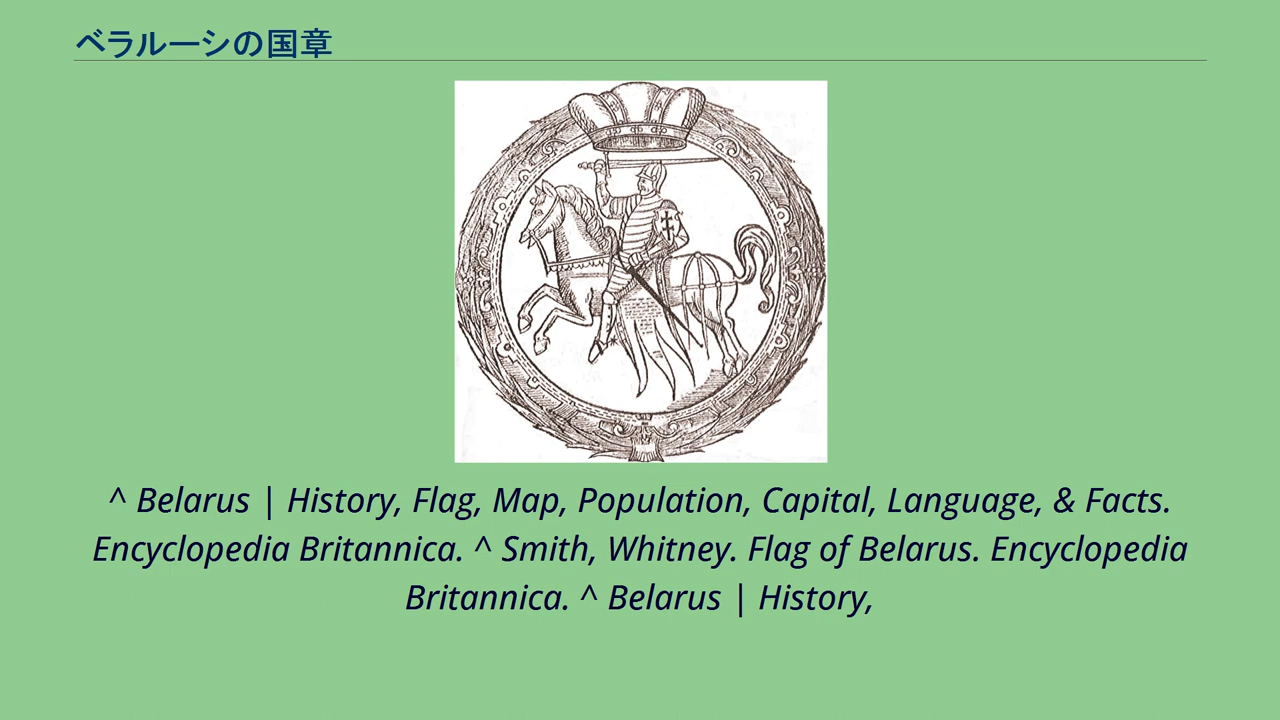 ベラルーシの国章
^ Belarus | History, Flag, Map, Population, Capital, Language, & Facts.
Encyclopedia Britannica. ^ Smith, Whitney. Flag of Belarus. Encyclopedia
Britannica. ^ Belarus | History,